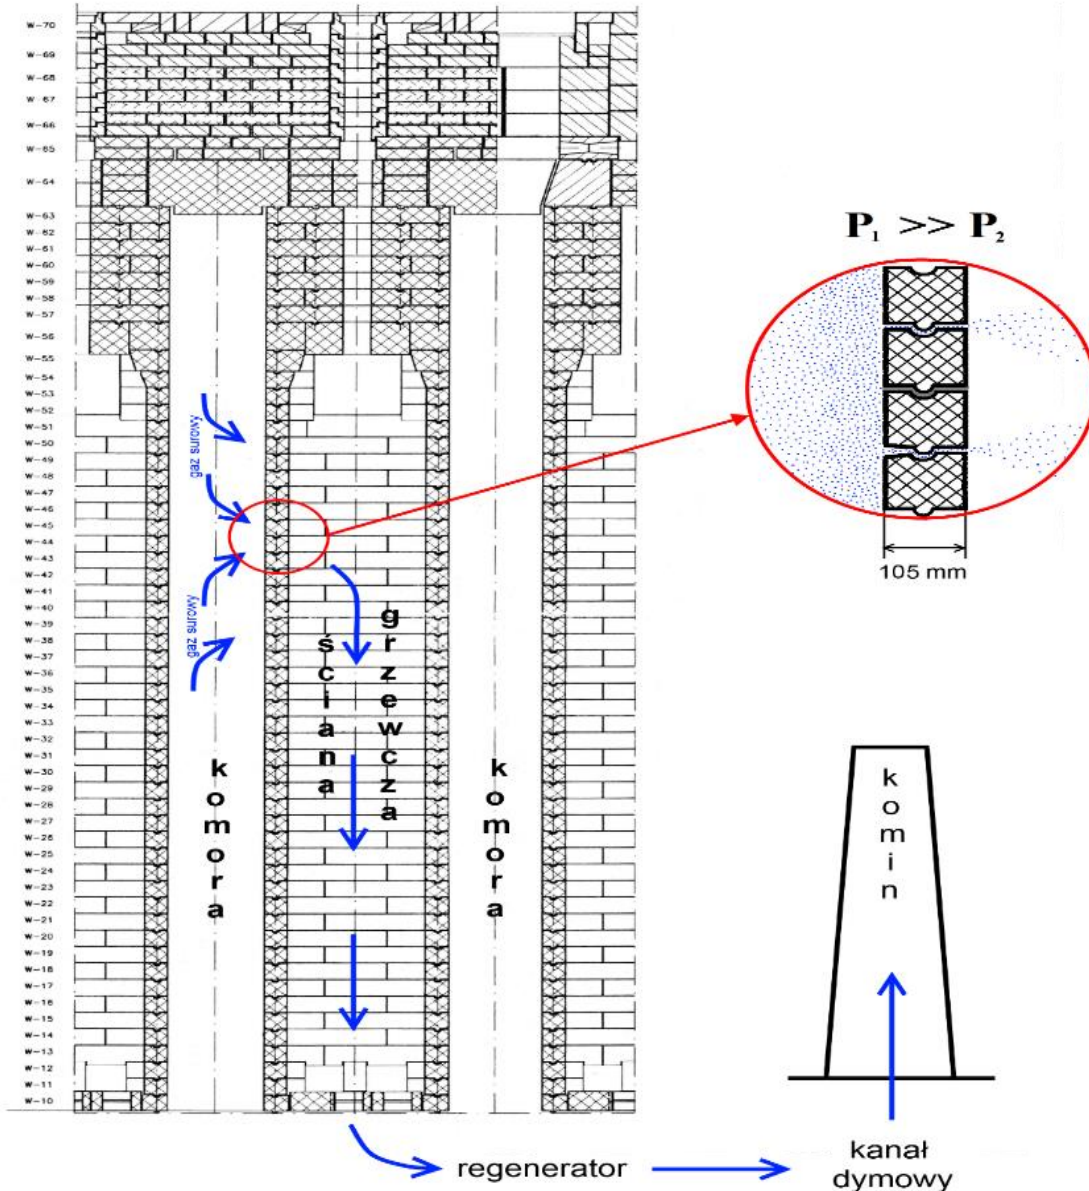 W-70
W-69
W-68
W-67
W-66
W-65
W-64
W-63
W-62
W-61
W-60
W-59
W-58
W-57
W-56
W-55
W-54
W-53
W-52
W-51
W-50
W-49
W-48
W-47
W-46
W-45
W-44
W-43
W-42
W-41
W-40
W-39
W-38
W-37
W-36
W-35
W-34
W-33
W-32
W-31
W-30
W-29
W-28
W-27
W-26
W-25
W-24
W-23
W-22
W-21
W-20
W-19
W-18
W-17
W-16
W-15
W-14
W-13
W-12
W-11
W-10
gaz surowy
gaz surowy
komora
ściana
grzewcza
komora
P₁ >> P₂
105 mm
komin
regenerator
kanał
dymowy